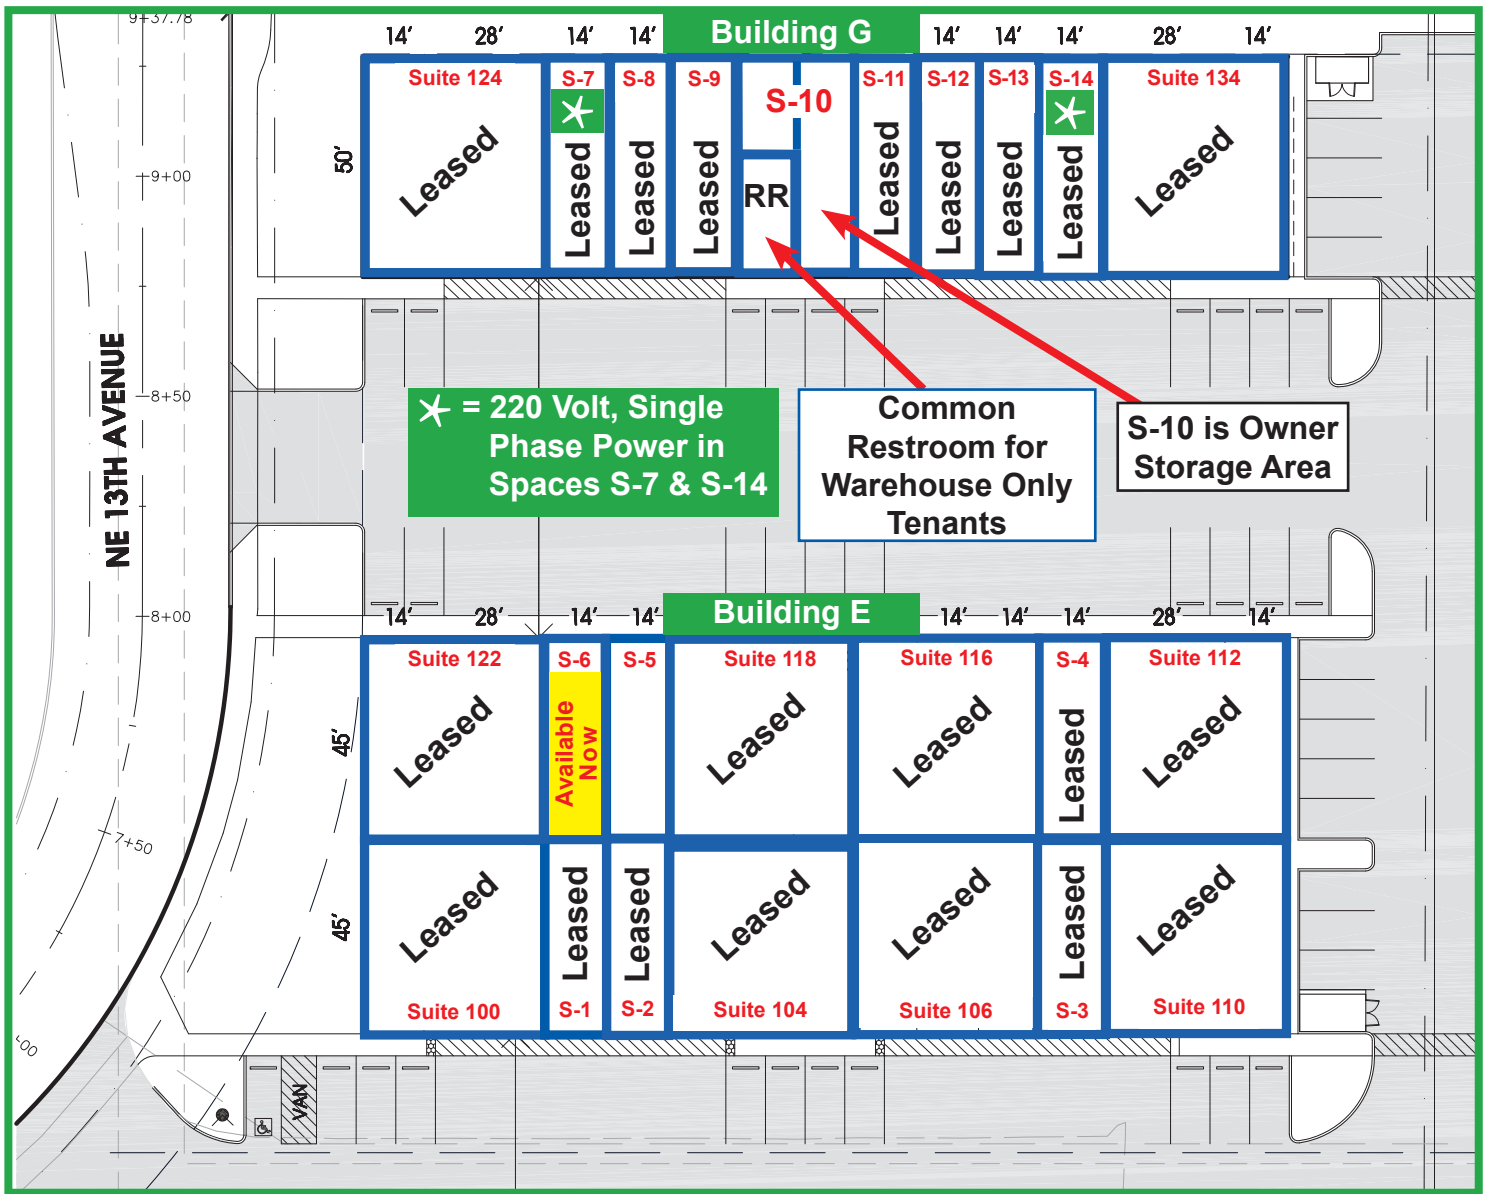 9+37.78
14' 28' 14' 14' Building G 14' 14' 14' 28' 14'
Suite 124 S-7 S-8 S-9 S-10 S-11 S-12 S-13 S-14 Suite 134
Leased Leased Leased Leased Leased Leased Leased Leased Leased
50'
RR
9+00
NE 13TH AVENUE
8+50
= 220 Volt, Single
Phase Power in
Spaces S-7 & S-14
Common
Restroom for
Warehouse Only
Tenants
S-10 is Owner
Storage Area
8+00
14' 28' 14' 14' Building E 14' 14' 14' 28' 14'
Suite 122 S-6 S-5 Suite 118 Suite 116 S-4 Suite 112
Leased Available Now Leased Leased Leased Leased
45'
7+50
45'
Leased Leased Leased Leased Leased Leased Leased
Suite 100 S-1 S-2 Suite 104 Suite 106 S-3 Suite 110
VAN